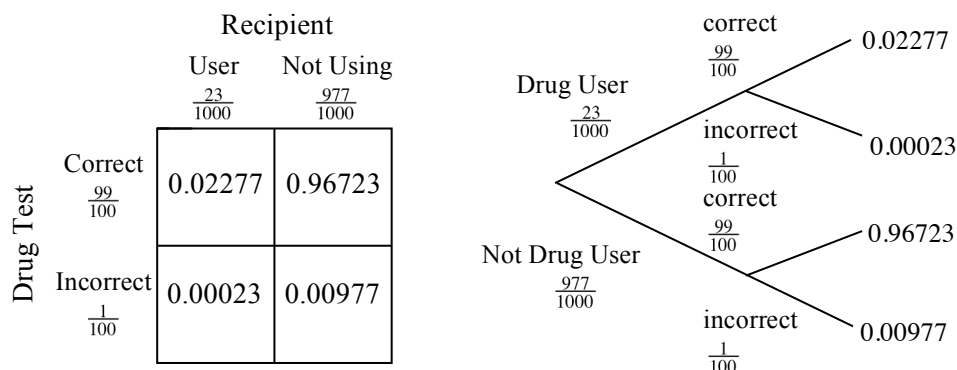 Recipient
User Not Using
23/1000 977/1000
Drug Test
Correct
99/100
0.02277 0.96723
Incorrect
1/100
0.00023 0.00977
correct
99/100
0.02277
Drug User
23/1000
incorrect
1/100
0.00023
correct
99/100
0.96723
Not Drug User
977/1000
incorrect
1/100
0.00977